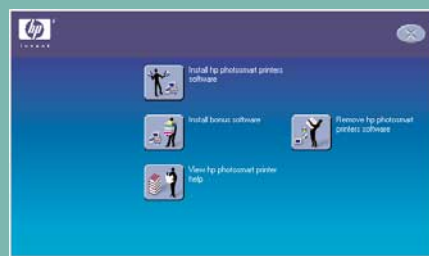 hp
invent
Install hp photosmart printers
software
Install bonus software
Remove hp photosmart
printers software
View hp photosmart printer
help